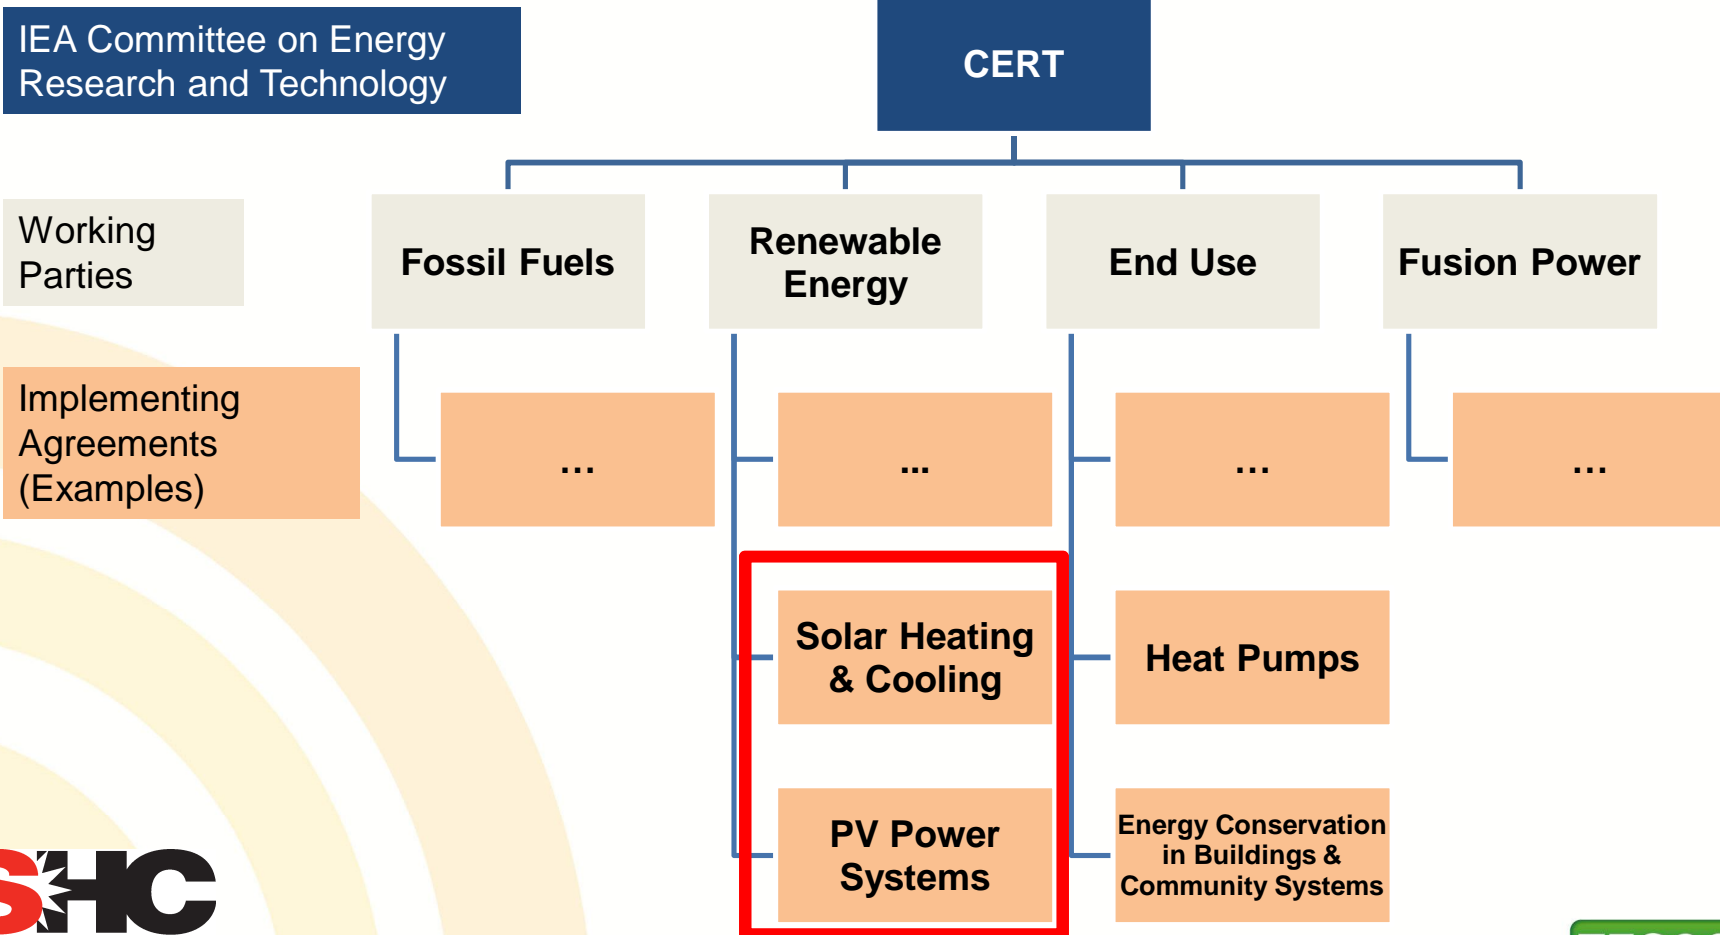 IEA Committee on Energy
Research and Technology
CERT
Working
Parties
Fossil Fuels
Renewable
Energy
End Use
Fusion Power
Implementing
Agreements
(Examples)
…
...
…
…
Solar Heating
& Cooling
Heat Pumps
PV Power
Systems
Energy Conservation
in Buildings &
Community Systems
SHC